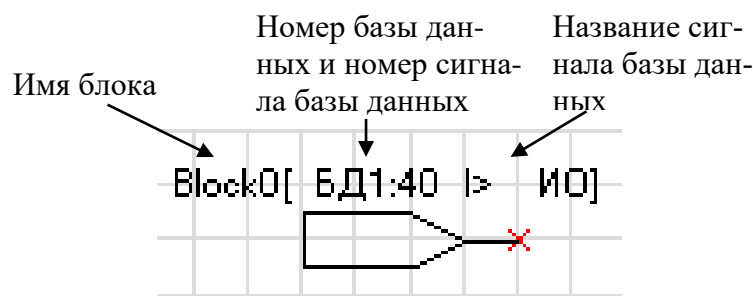 Имя блока
Номер базы дан-
ных и номер сигна-
ла базы данных
Название сиг-
нала базы дан-
ных
Block0[ БД1:40 |> ИО]